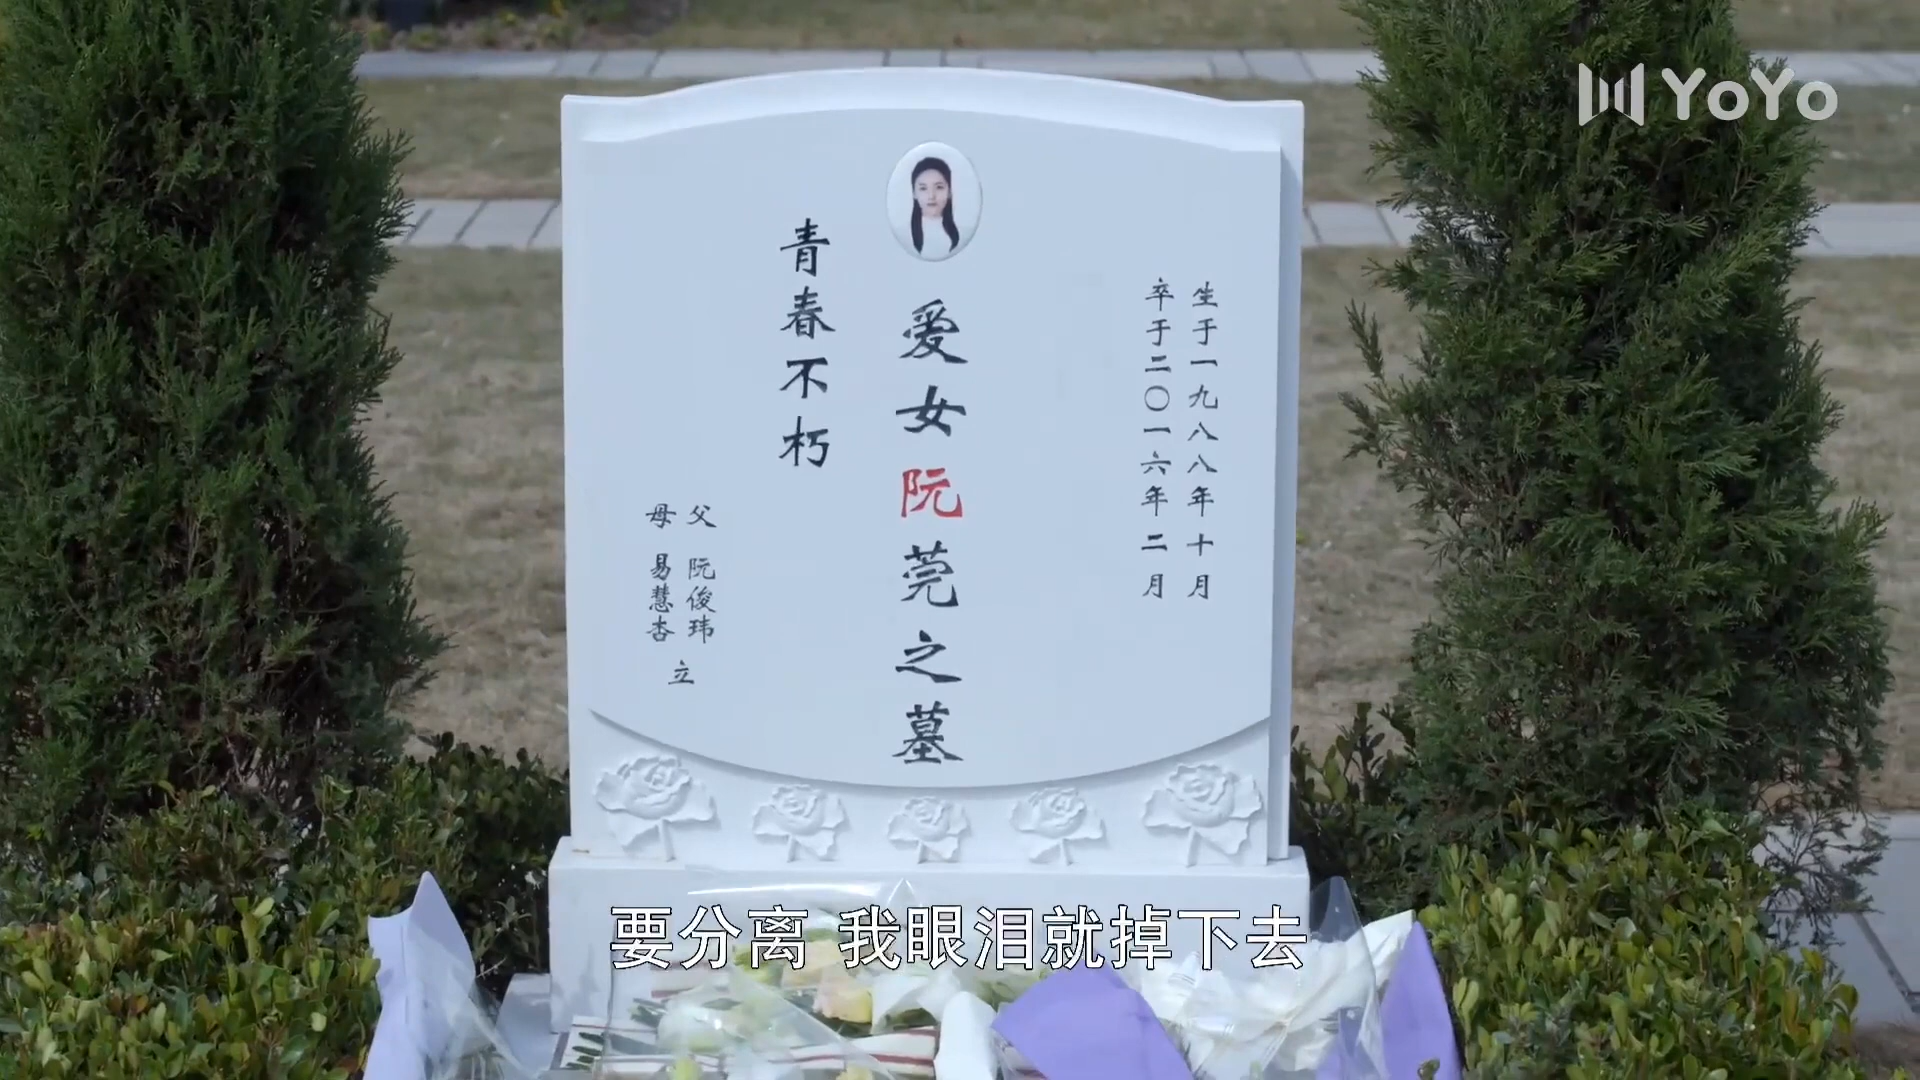 YoYo
生于一九八八年十月
卒于二〇一六年二月
爱女阮莞之墓
青春不朽
父 阮俊玮
母 易慧杏
立
要分离 我眼泪就掉下去